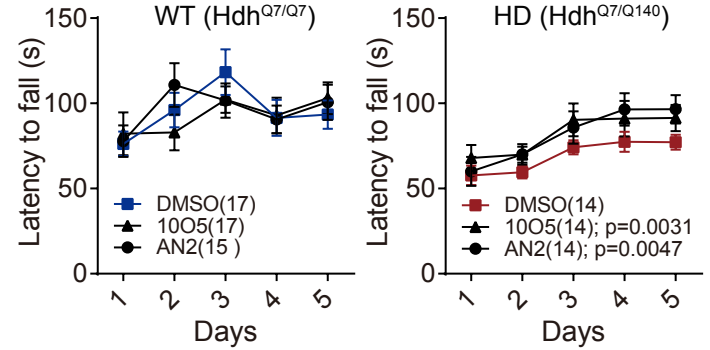 WT (Hdh^Q7/Q7)
Latency to fall (s)
150
100
50
0
DMSO(17)
10O5(17)
AN2(15 )
1
2
3
4
5
Days
HD (Hdh^Q7/Q140)
Latency to fall (s)
150
100
50
0
DMSO(14)
10O5(14); p=0.0031
AN2(14); p=0.0047
1
2
3
4
5
Days